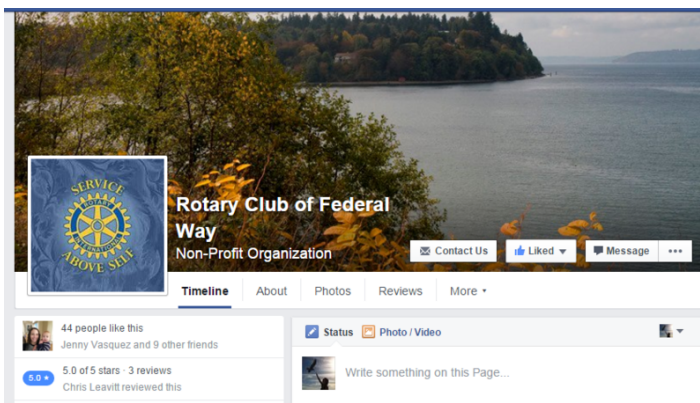 SERVICE
ROTARY
INTERNATIONAL
ABOVE SELF
Rotary Club of Federal
Way
Non-Profit Organization
Contact Us
Liked
Message
Timeline About Photos Reviews More
44 people like this
Jenny Vasquez and 9 other friends
5.0
5.0 of 5 stars · 3 reviews
Chris Leavitt reviewed this
Status Photo / Video
Write something on this Page...